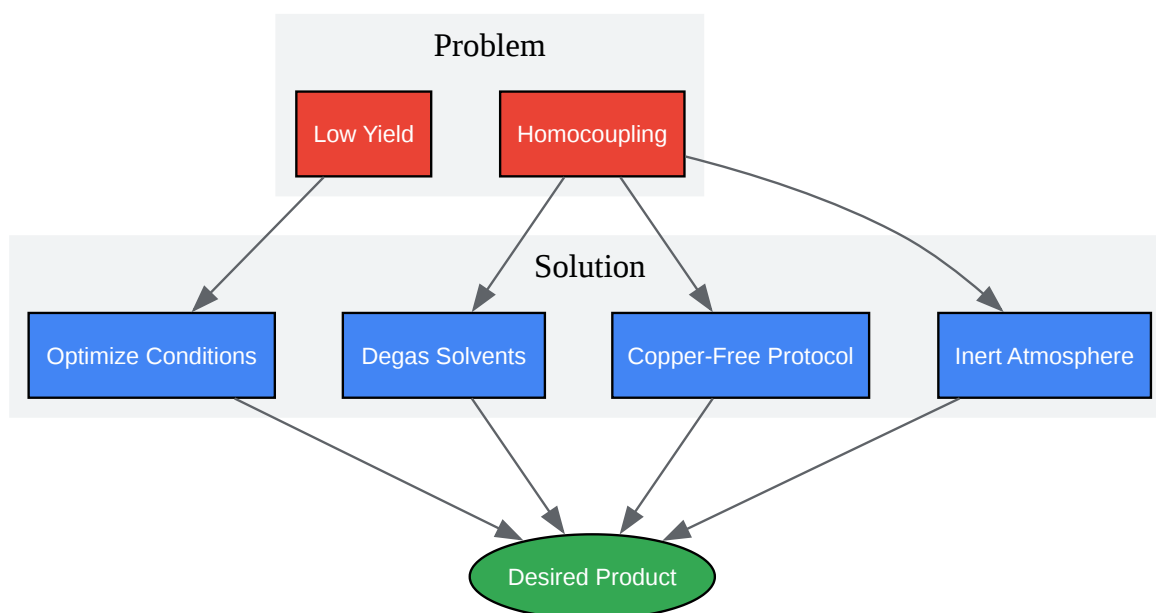 Problem
Low Yield
Homocoupling
Solution
Optimize Conditions
Degas Solvents
Copper-Free Protocol
Inert Atmosphere
Desired Product